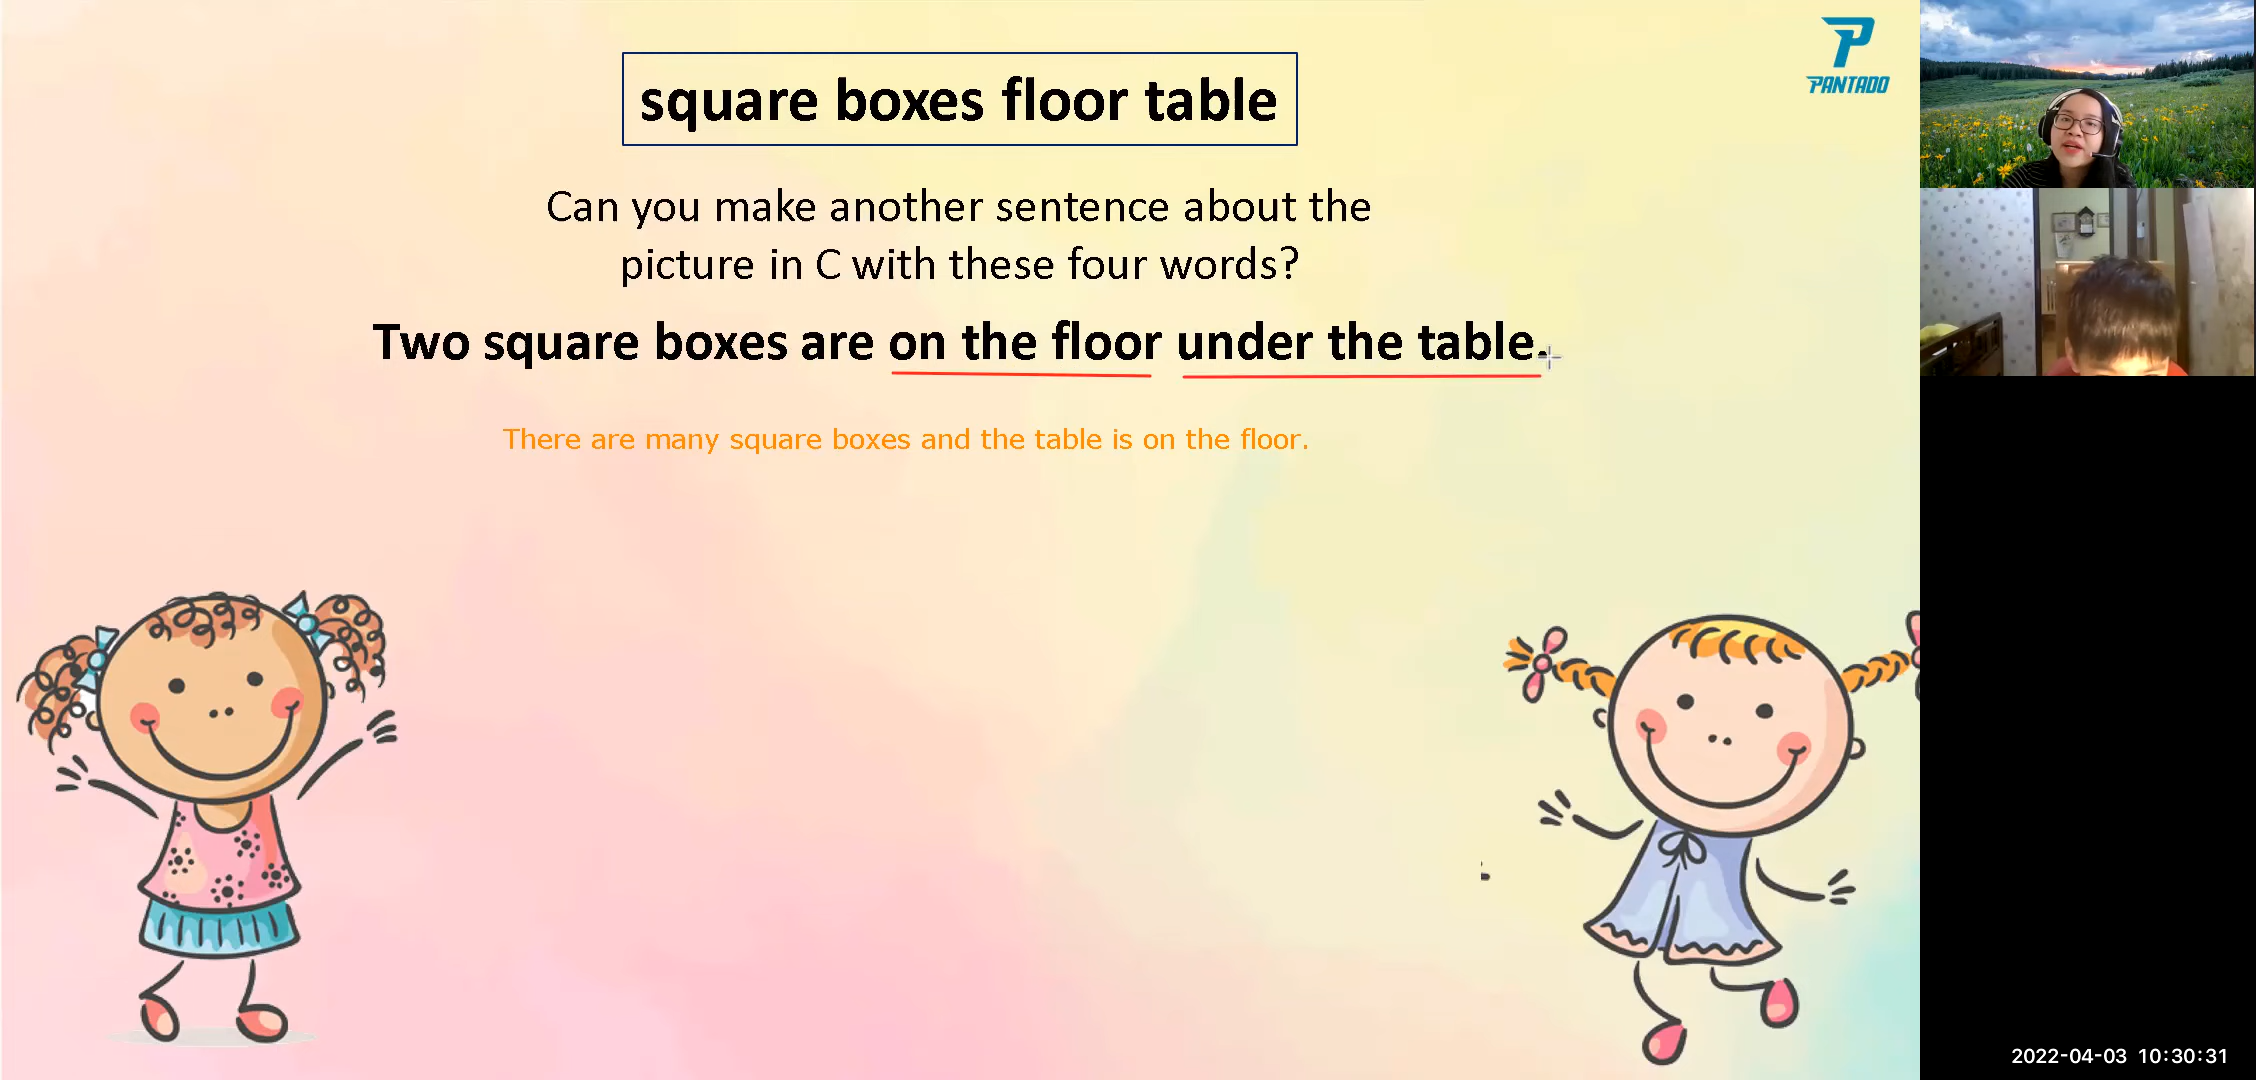 square boxes floor table
PANTADO
Can you make another sentence about the
picture in C with these four words?
Two square boxes are on the floor under the table.
There are many square boxes and the table is on the floor.
2022-04-03 10:30:31